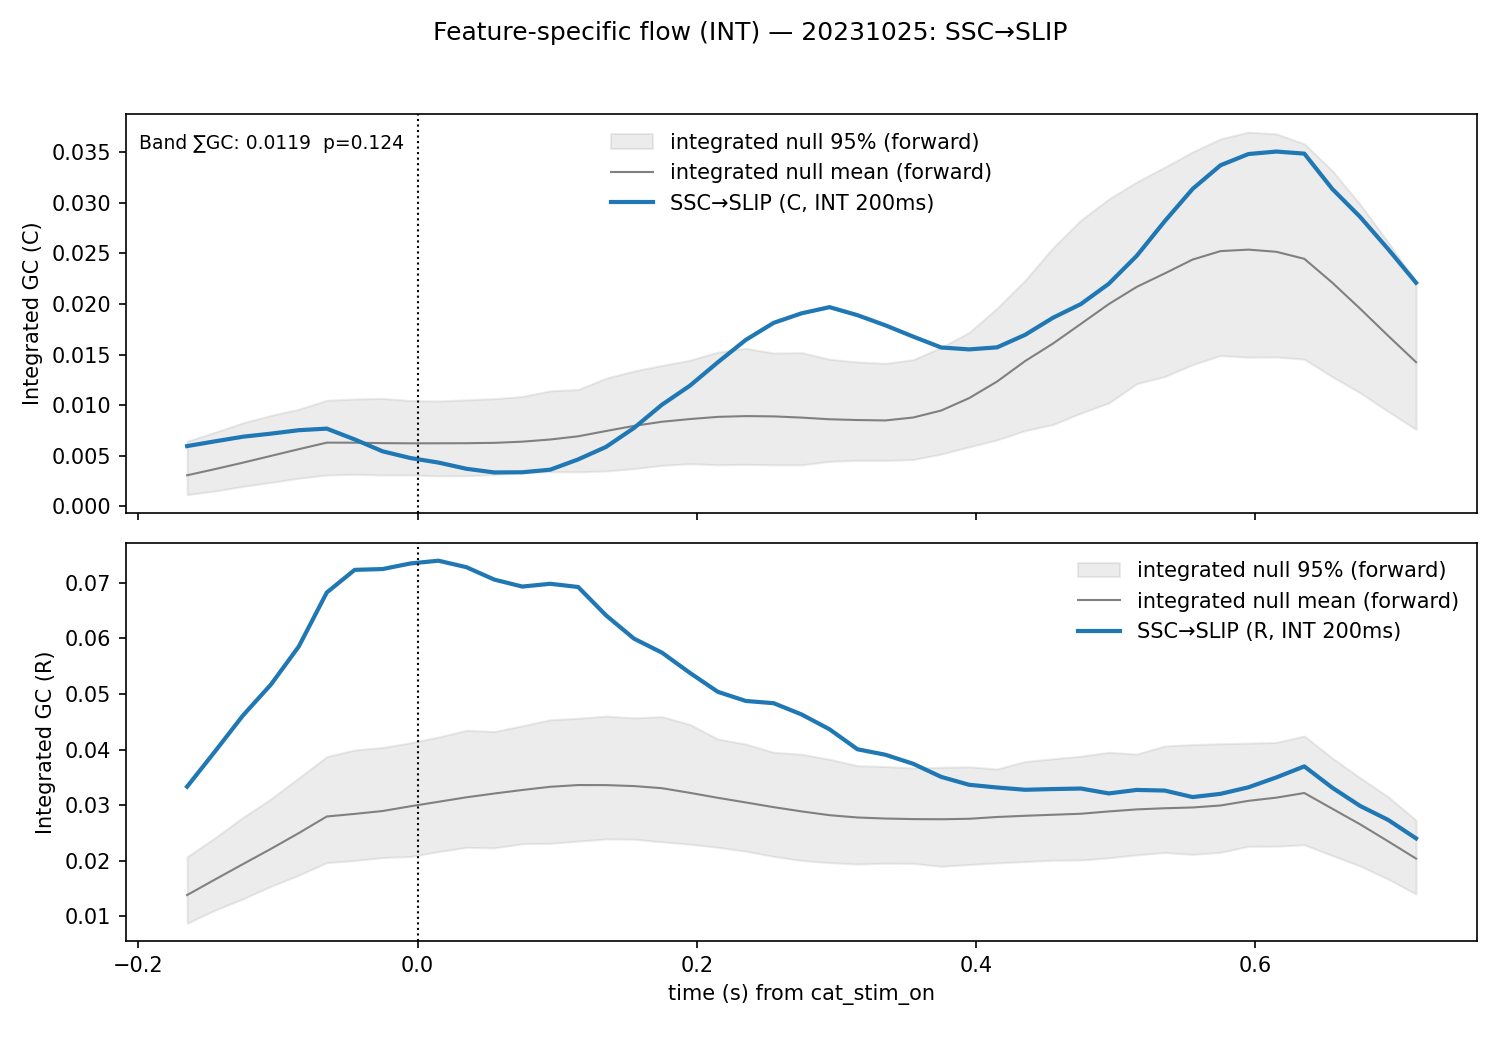 Feature-specific flow (INT) — 20231025: SSC→SLIP
Band ∑GC: 0.0119  p=0.124
integrated null 95% (forward)
integrated null mean (forward)
SSC→SLIP (C, INT 200ms)
Integrated GC (C)
0.035
0.030
0.025
0.020
0.015
0.010
0.005
0.000
integrated null 95% (forward)
integrated null mean (forward)
SSC→SLIP (R, INT 200ms)
Integrated GC (R)
0.07
0.06
0.05
0.04
0.03
0.02
0.01
−0.2 0.0 0.2 0.4 0.6
time (s) from cat_stim_on